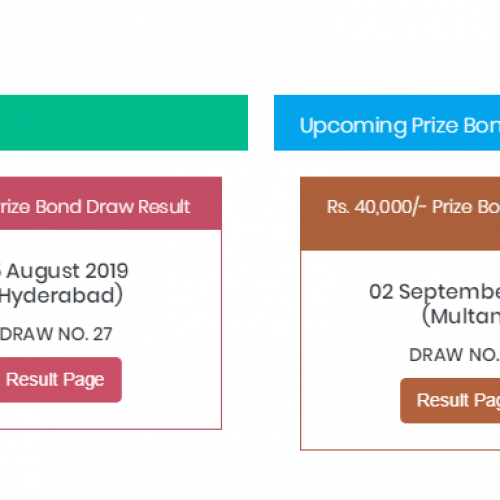 Upcoming Prize Bon
rize Bond Draw Result
August 2019
Hyderabad)
DRAW NO. 27
Result Page
Rs. 40,000/- Prize Bo
02 Septembe
(Multan
DRAW NO.
Result Pag